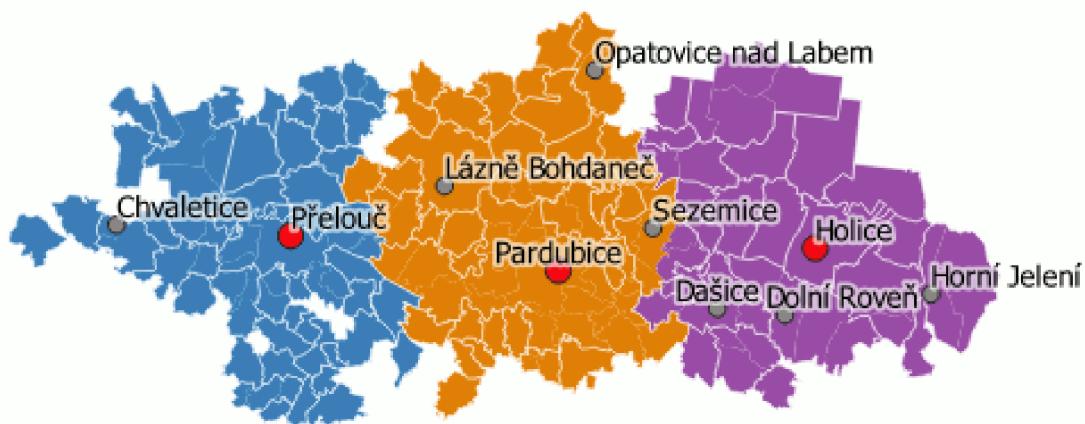 Opatovice nad Labem
Lázně Bohdaneč
Chvaletice
Přelouč
Sezemice
Pardubice
Holice
Dašice
Dolní Roveň
Horní Jelení